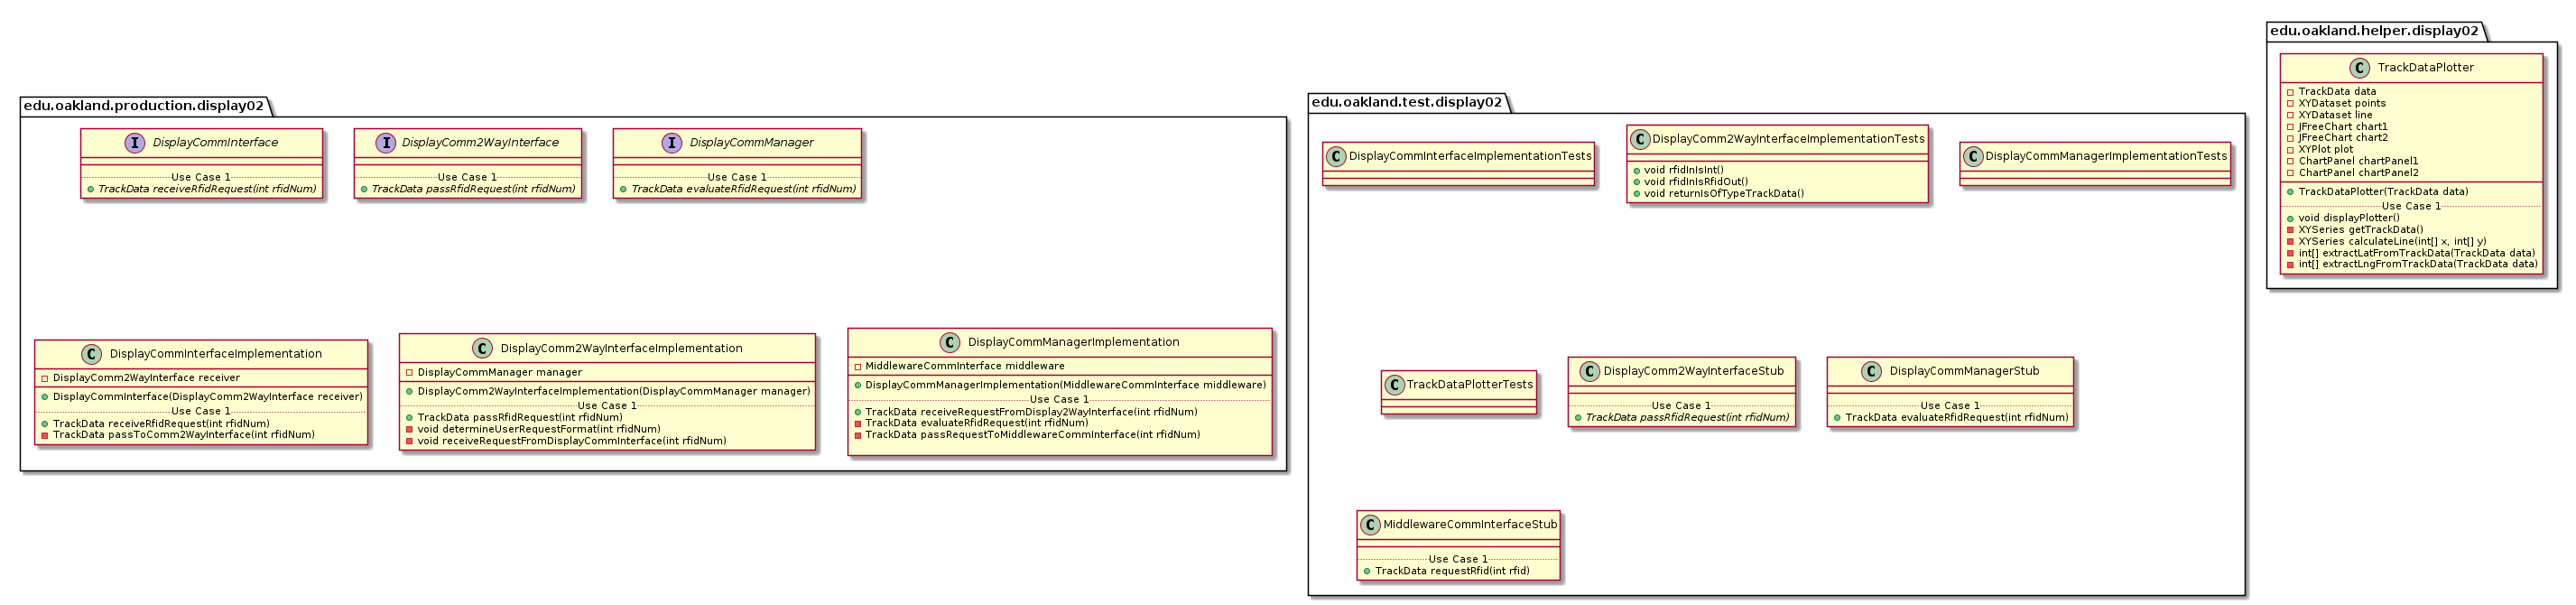 edu.oakland.production.display02
I DisplayCommInterface
Use Case 1
TrackData receiveRfidRequest(int rfidNum)
I DisplayComm2WayInterface
Use Case 1
TrackData passRfidRequest(int rfidNum)
I DisplayCommManager
Use Case 1
TrackData evaluateRfidRequest(int rfidNum)
C DisplayCommInterfaceImplementation
DisplayComm2WayInterface receiver
DisplayCommInterface(DisplayComm2WayInterface receiver)
Use Case 1
TrackData receiveRfidRequest(int rfidNum)
TrackData passToComm2WayInterface(int rfidNum)
C DisplayComm2WayInterfaceImplementation
DisplayCommManager manager
DisplayComm2WayInterfaceImplementation(DisplayCommManager manager)
Use Case 1
TrackData passRfidRequest(int rfidNum)
void determineUserRequestFormat(int rfidNum)
void receiveRequestFromDisplayCommInterface(int rfidNum)
C DisplayCommManagerImplementation
MiddlewareCommInterface middleware
DisplayCommManagerImplementation(MiddlewareCommInterface middleware)
Use Case 1
TrackData receiveRequestFromDisplay2WayInterface(int rfidNum)
TrackData evaluateRfidRequest(int rfidNum)
TrackData passRequestToMiddlewareCommInterface(int rfidNum)
edu.oakland.test.display02
C DisplayCommInterfaceImplementationTests
C DisplayComm2WayInterfaceImplementationTests
void rfidInIsInt()
void rfidInIsRfidOut()
void returnIsOfTypeTrackData()
C DisplayCommManagerImplementationTests
C TrackDataPlotterTests
C DisplayComm2WayInterfaceStub
Use Case 1
TrackData passRfidRequest(int rfidNum)
C DisplayCommManagerStub
Use Case 1
TrackData evaluateRfidRequest(int rfidNum)
C MiddlewareCommInterfaceStub
Use Case 1
TrackData requestRfid(int rfid)
edu.oakland.helper.display02
C TrackDataPlotter
TrackData data
XYDataset points
XYDataset line
JFreeChart chart1
JFreeChart chart2
XYPlot plot
ChartPanel chartPanel1
ChartPanel chartPanel2
TrackDataPlotter(TrackData data)
Use Case 1
void displayPlotter()
XYSeries getTrackData()
XYSeries calculateLine(int[] x, int[] y)
int[] extractLatFromTrackData(TrackData data)
int[] extractLngFromTrackData(TrackData data)